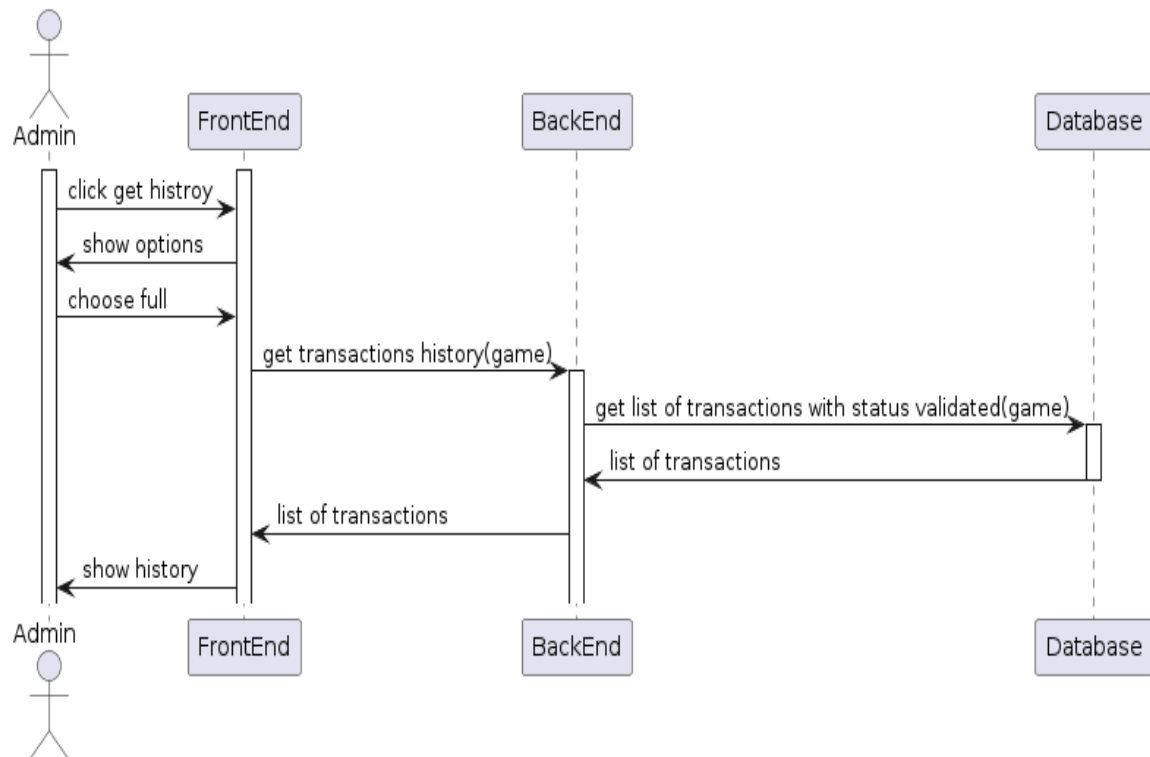 Admin
FrontEnd
BackEnd
Database
click get histroy
show options
choose full
get transactions history(game)
get list of transactions with status validated(game)
list of transactions
list of transactions
show history
Admin
FrontEnd
BackEnd
Database